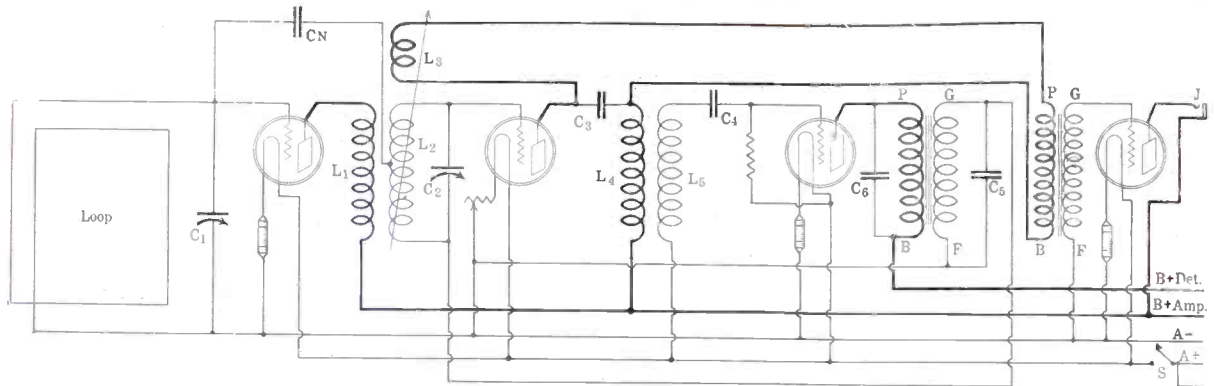 CN
L3
P
G
P
G
J
C3
C4
L1
L2
C2
L4
L5
C6
C5
C1
Loop
B
F
B
F
B+Det.
B+Amp.
A-
S
A+